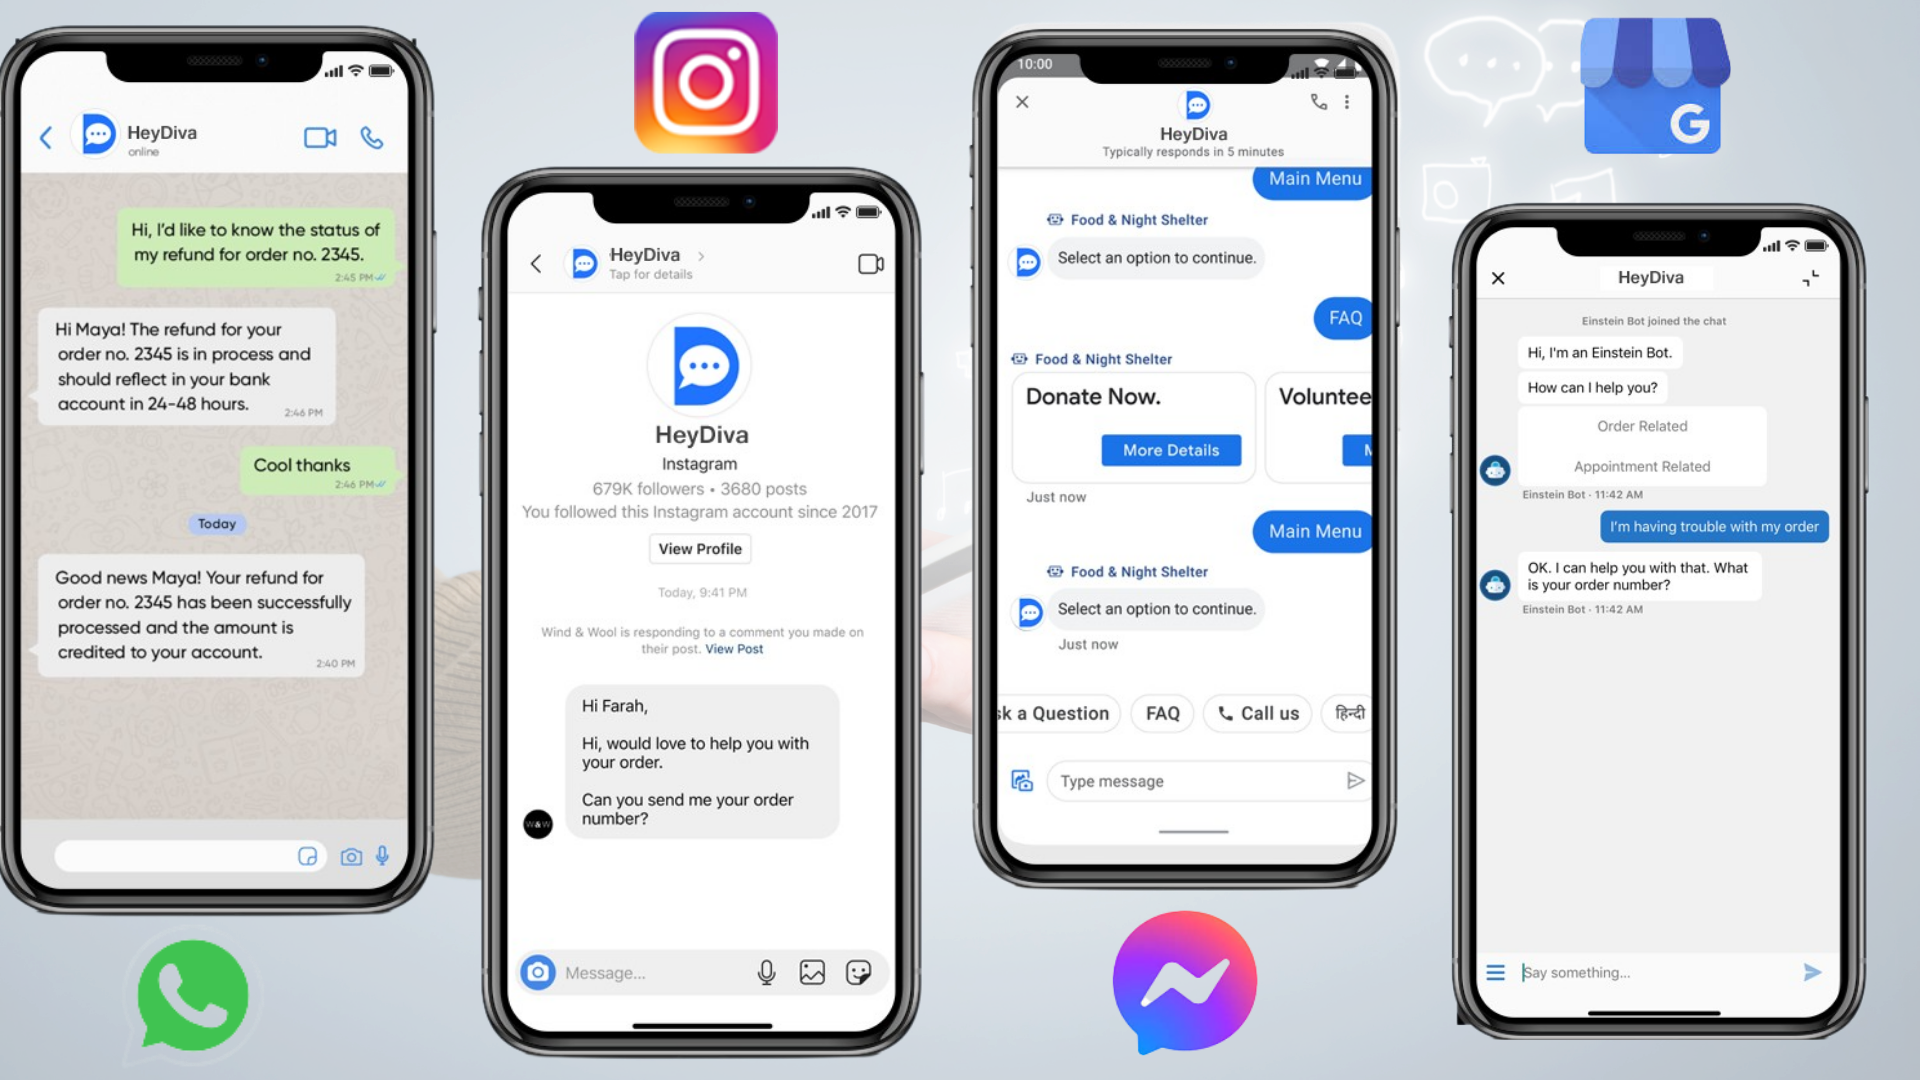 HeyDiva
online
Hi, I'd like to know the status of
my refund for order no. 2345.
2:45 PM
Hi Maya! The refund for your
order no. 2345 is in process and
should reflect in your bank
account in 24-48 hours.
2:46 PM
Cool thanks
2:46 PM
Today
Good news Maya! Your refund for
order no. 2345 has been successfully
processed and the amount is
credited to your account.
2:40 PM
HeyDiva
Tap for details
HeyDiva
Instagram
679K followers • 3680 posts
You followed this Instagram account since 2017
View Profile
Today, 9:41 PM
Wind & Wool is responding to a comment you made on
their post. View Post
Hi Farah,
Hi, would love to help you with
your order.
Can you send me your order
number?
W&W
Message...
10:00
HeyDiva
Typically responds in 5 minutes
Main Menu
Food & Night Shelter
Select an option to continue.
FAQ
Food & Night Shelter
Donate Now.
Voluntee
More Details
M
Just now
Main Menu
Food & Night Shelter
Select an option to continue.
Just now
sk a Question
FAQ
Call us
हिन्दी
Type message
G
HeyDiva
Einstein Bot joined the chat
Hi, I'm an Einstein Bot.
How can I help you?
Order Related
Appointment Related
Einstein Bot • 11:42 AM
I'm having trouble with my order
OK. I can help you with that. What
is your order number?
Einstein Bot • 11:42 AM
Say something...